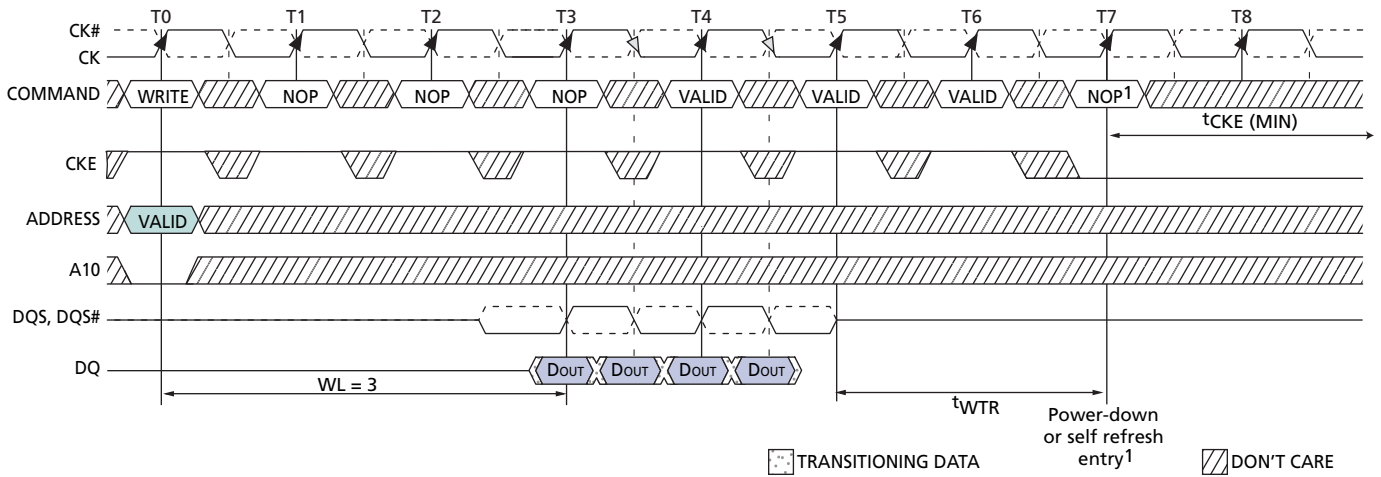 T0 T1 T2 T3 T4 T5 T6 T7 T8
CK#
CK
COMMAND WRITE NOP NOP NOP VALID VALID VALID NOP1
tCKE (MIN)
CKE
ADDRESS VALID
A10
DQS, DQS#
DQ DOUT DOUT DOUT DOUT
WL = 3
tWTR
Power-down
or self refresh
entry1
TRANSITIONING DATA DON'T CARE